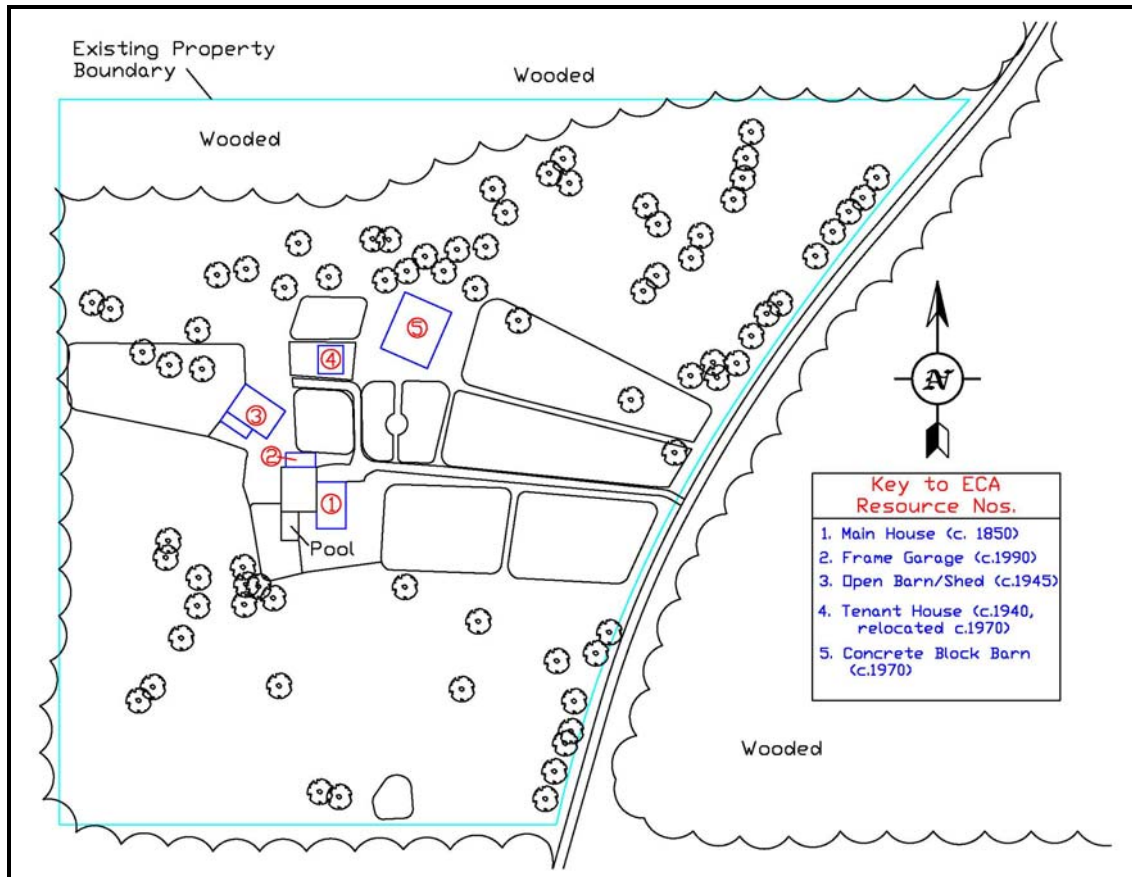 Existing Property
Boundary
Wooded
Wooded
5
4
3
2
1
Pool
N
Key to ECA
Resource Nos.
1. Main House (c. 1850)
2. Frame Garage (c.1990)
3. Open Barn/Shed (c.1945)
4. Tenant House (c.1940,
relocated c.1970)
5. Concrete Block Barn
(c.1970)
Wooded